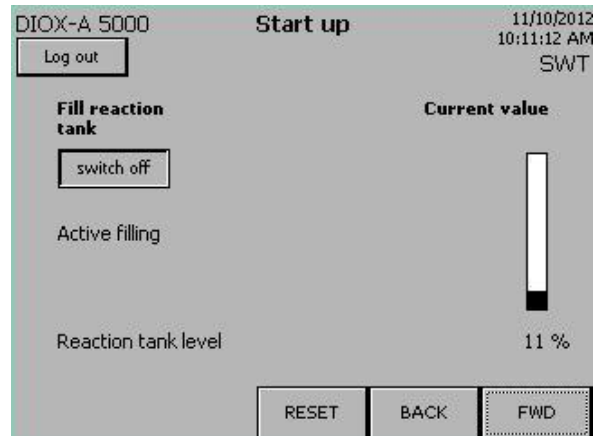 DIOX-A 5000 Start up 11/10/2012
10:11:12 AM
Log out
SWT
Fill reaction
tank
Current value
switch off
Active filling
Reaction tank level 11 %
RESET BACK FWD